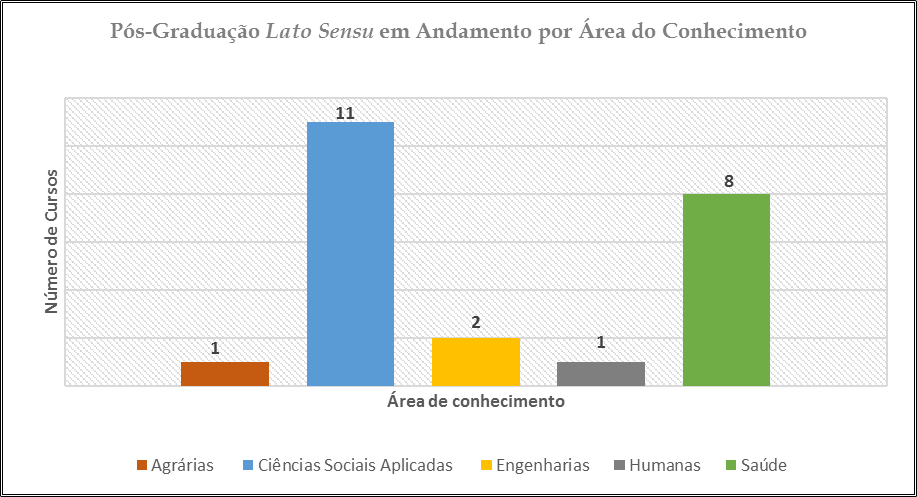 Pós-Graduação Lato Sensu em Andamento por Área do Conhecimento
Número de Cursos
1
11
2
1
8
Área de conhecimento
Agrárias
Ciências Sociais Aplicadas
Engenharias
Humanas
Saúde